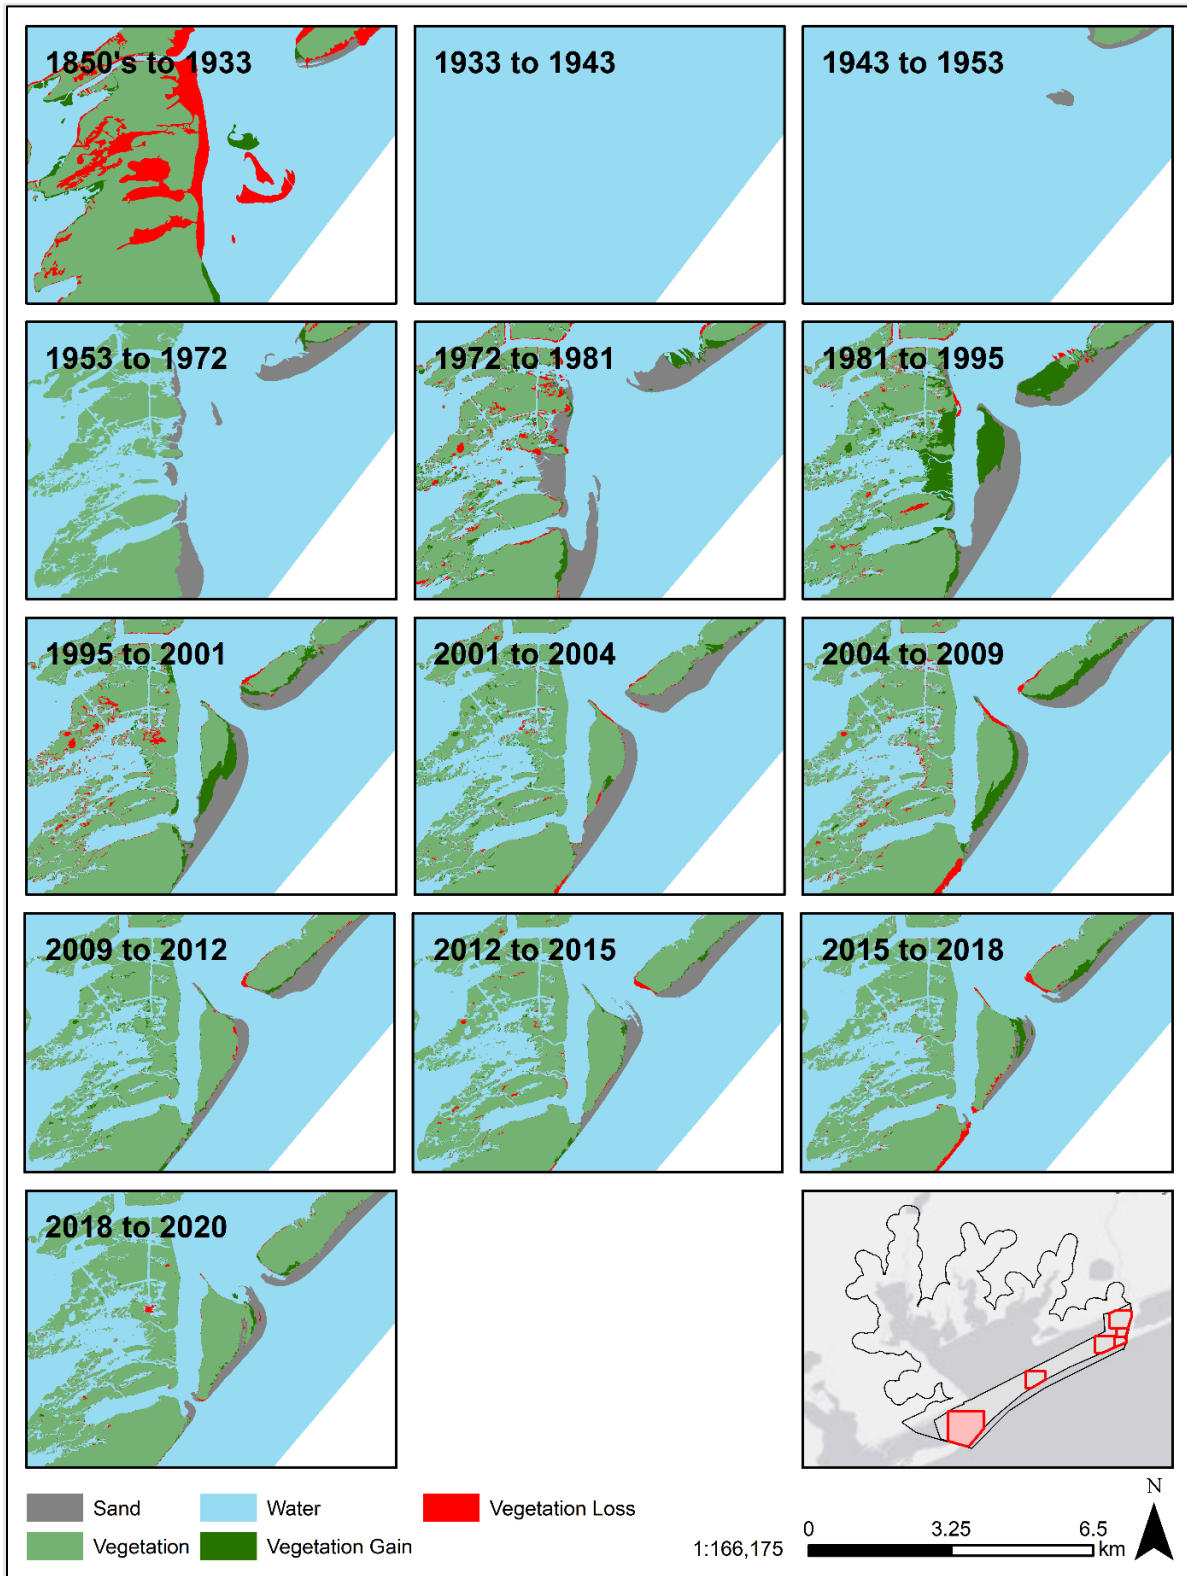 1850's to 1933
1933 to 1943
1943 to 1953
1953 to 1972
1972 to 1981
1981 to 1995
1995 to 2001
2001 to 2004
2004 to 2009
2009 to 2012
2012 to 2015
2015 to 2018
2018 to 2020
Sand
Water
Vegetation Loss
Vegetation
Vegetation Gain
1:166,175
0 3.25 6.5
km
N